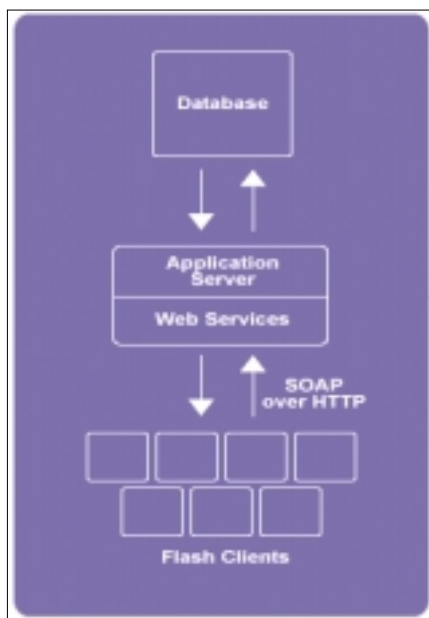 Database
Application
Server
Web Services
SOAP
over HTTP
Flash Clients